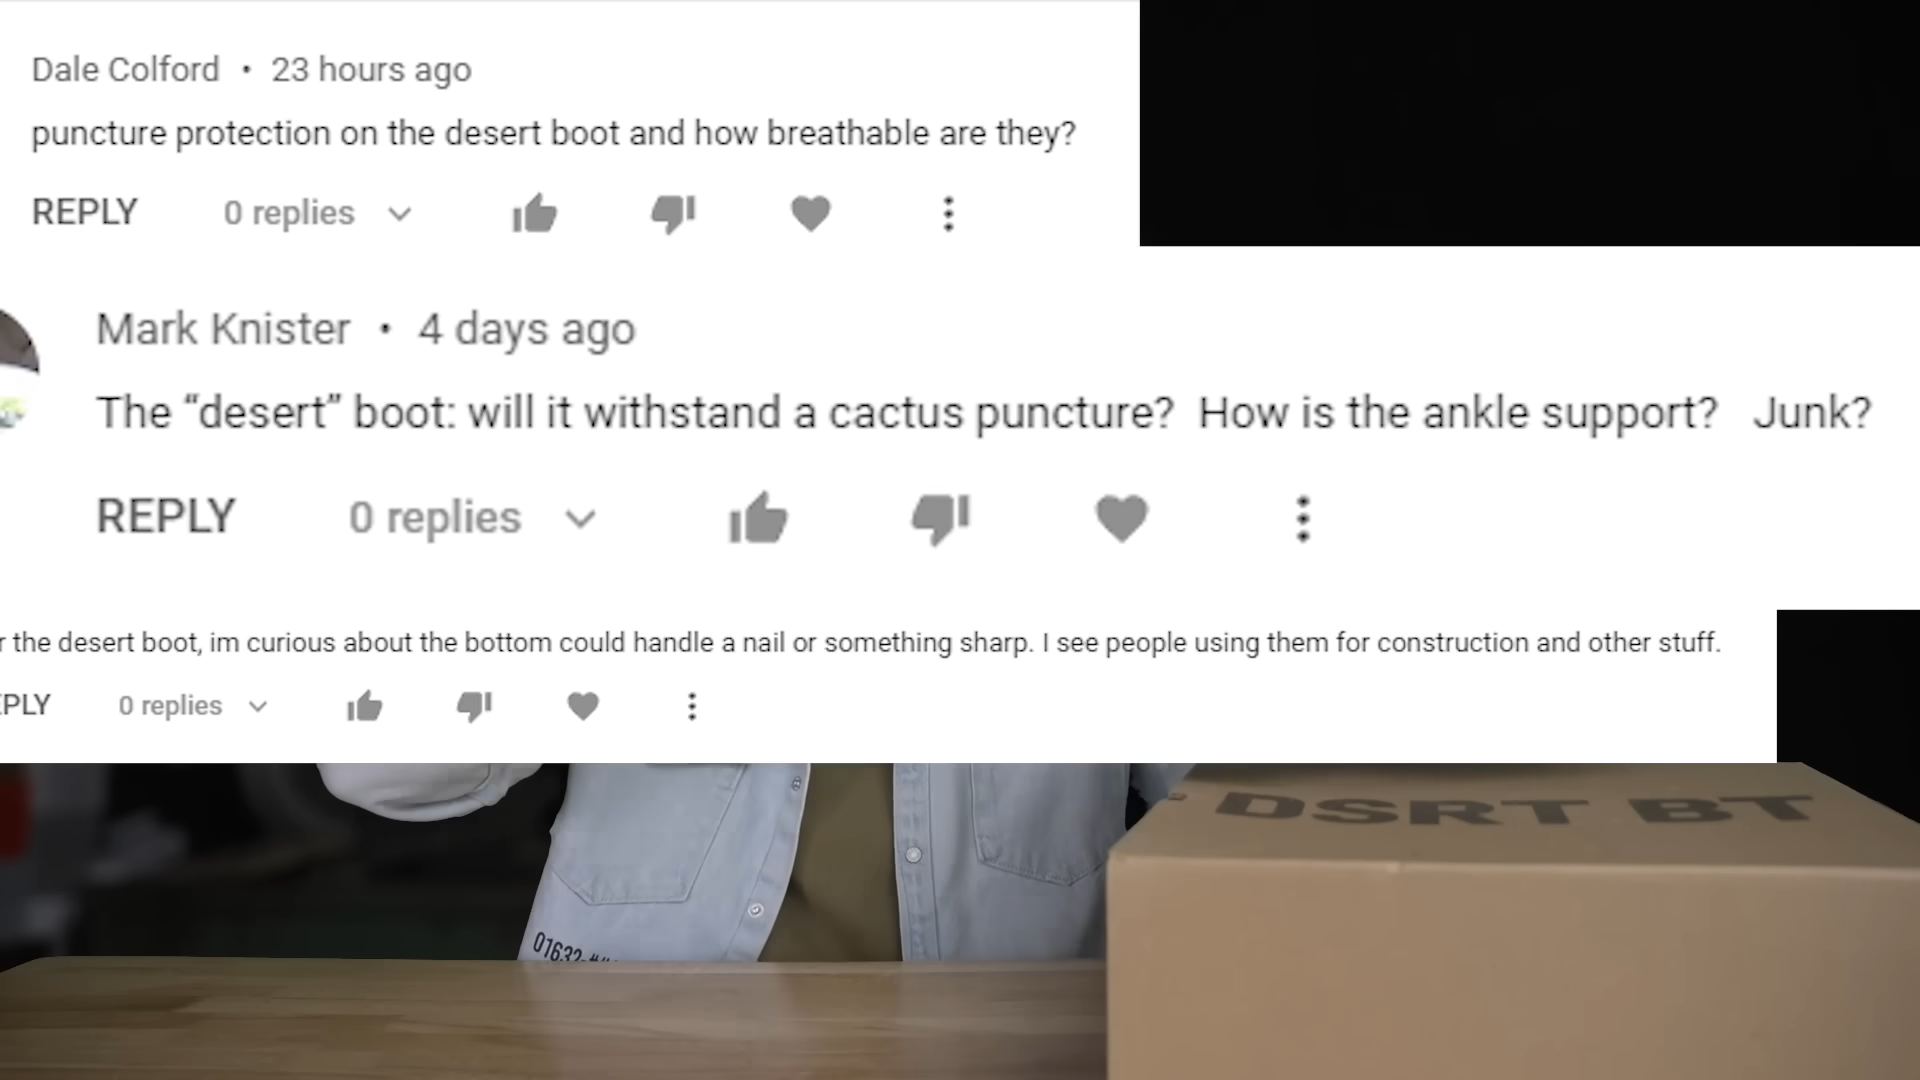 Dale Colford • 23 hours ago
puncture protection on the desert boot and how breathable are they?
REPLY 0 replies
Mark Knister • 4 days ago
The “desert” boot: will it withstand a cactus puncture? How is the ankle support? Junk?
REPLY 0 replies
the desert boot, im curious about the bottom could handle a nail or something sharp. I see people using them for construction and other stuff.
PLY 0 replies
DSRT BT
01632